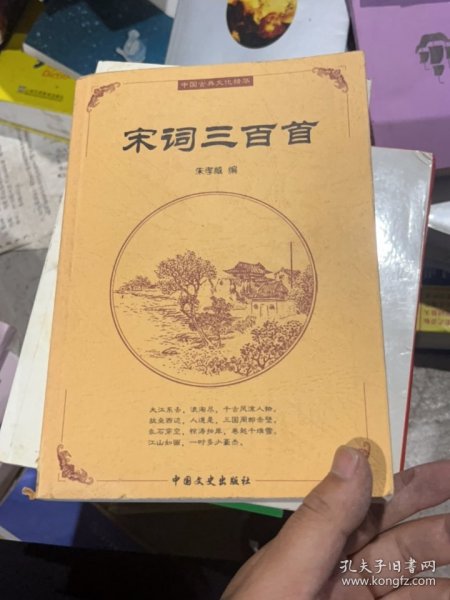 中国古典文化精华
宋词三百首
朱孝臧 编
大江东去，浪淘尽，千古风流人物。
故垒西边，人道是，三国周郎赤壁。
乱石穿空，惊涛拍岸，卷起千堆雪。
江山如画，一时多少豪杰。
中国文史出版社
孔夫子旧书网
www.kongfz.com